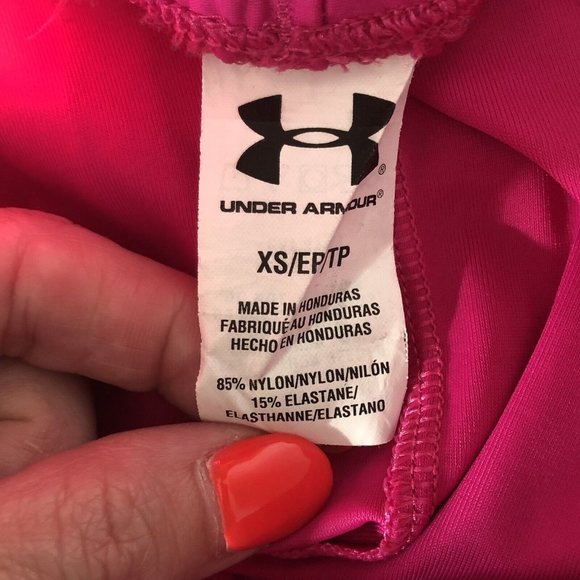 UNDER ARMOUR®
XS/EP/TP
MADE IN HONDURAS
FABRIQUÉ AU HONDURAS
HECHO EN HONDURAS
85% NYLON/NYLON/NILÓN
15% ELASTANE/
ELASTHANNE/ELASTANO